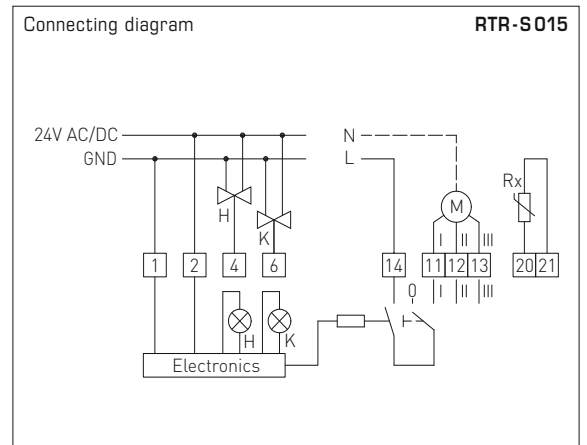 Connecting diagram RTR-S015
24V AC/DC N
GND L
Rx
H M
K I II III
1 2 4 6 14 11 12 13 20 21
0 I II III
H K
Electronics